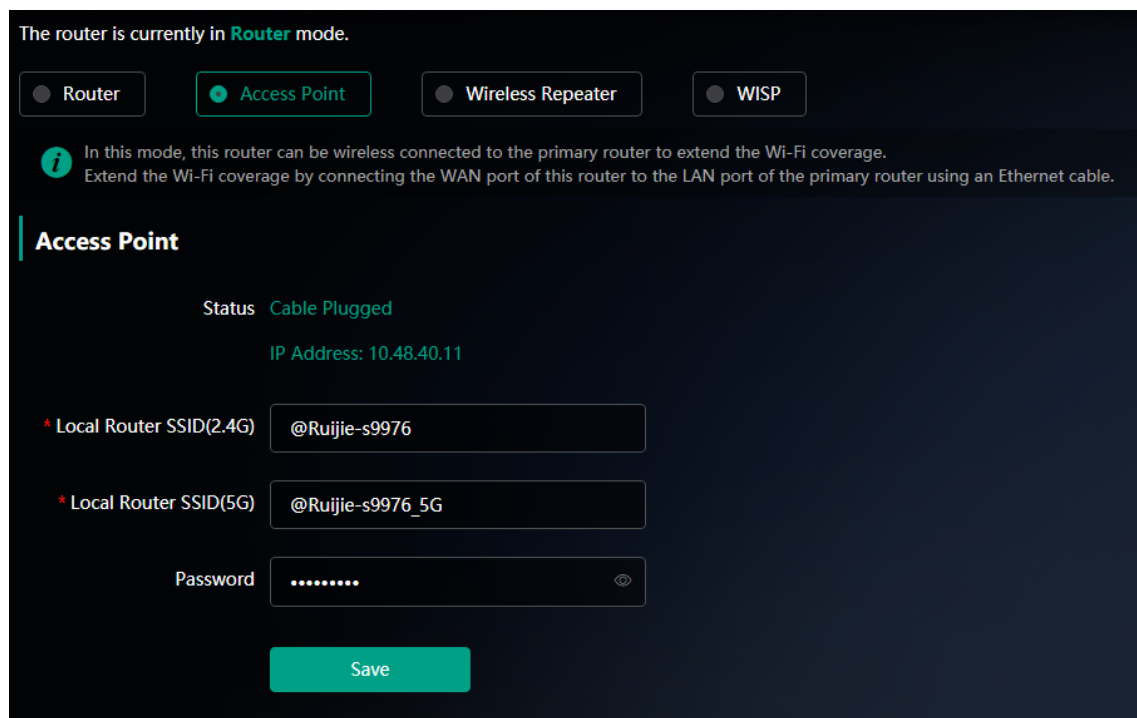 The router is currently in Router mode.
Router Access Point Wireless Repeater WISP
i
In this mode, this router can be wireless connected to the primary router to extend the Wi-Fi coverage.
Extend the Wi-Fi coverage by connecting the WAN port of this router to the LAN port of the primary router using an Ethernet cable.
Access Point
Status Cable Plugged
IP Address: 10.48.40.11
* Local Router SSID(2.4G) @Ruijie-s9976
* Local Router SSID(5G) @Ruijie-s9976_5G
Password •••••••••
Save